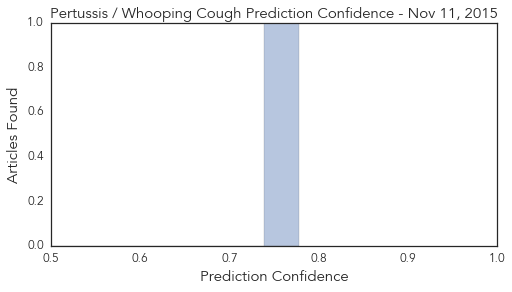 Pertussis / Whooping Cough Prediction Confidence - Nov 11, 2015
1.0
0.8
0.6
0.4
0.2
0.0
Articles Found
0.5 0.6 0.7 0.8 0.9 1.0
Prediction Confidence